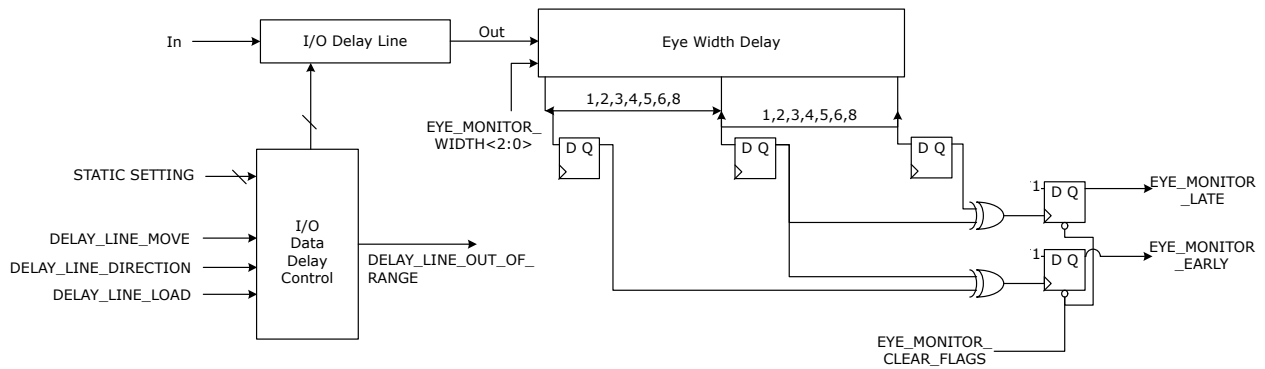 In
I/O Delay Line
Out
Eye Width Delay
1,2,3,4,5,6,8
1,2,3,4,5,6,8
EYE_MONITOR_
WIDTH<2:0>
D Q
D Q
D Q
STATIC SETTING
DELAY_LINE_MOVE
DELAY_LINE_DIRECTION
DELAY_LINE_LOAD
I/O
Data
Delay
Control
DELAY_LINE_OUT_OF_
RANGE
1
D Q
EYE_MONITOR
_LATE
1
D Q
EYE_MONITOR
_EARLY
EYE_MONITOR_
CLEAR_FLAGS